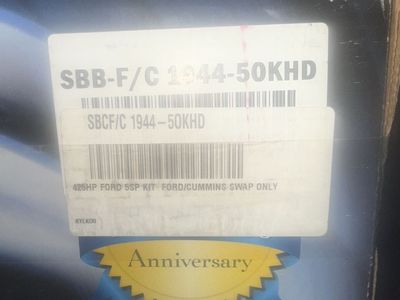 SBB-F/C 1944-50KHD
SBCF/C 1944-50KHD
425HP FORD 5SP KIT FORD/CUMMINS SWAP ONLY
Anniversary